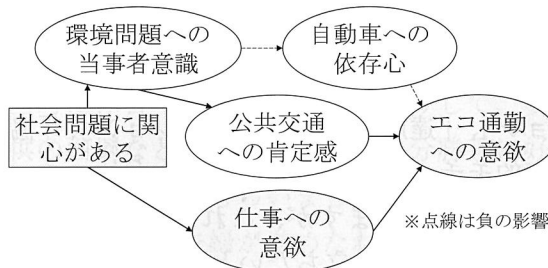 環境問題への
当事者意識
自動車への
依存心
社会問題に関
心がある
公共交通
への肯定感
エコ通勤
への意欲
仕事への
意欲
※点線は負の影響